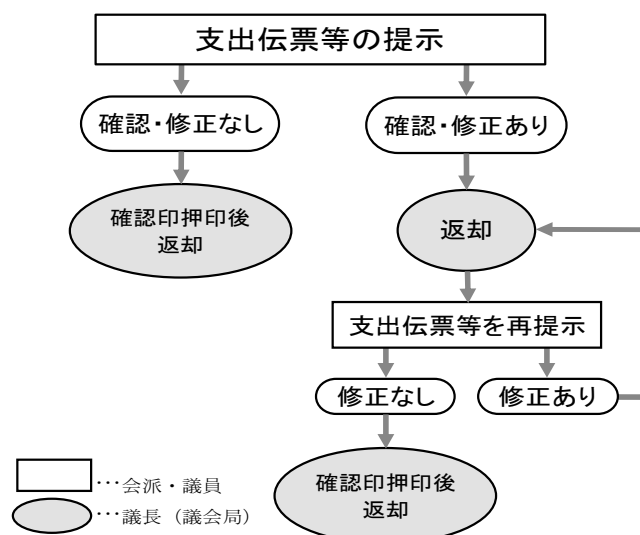 支出伝票等の提示
確認・修正なし
確認・修正あり
確認印押印後
返却
返却
支出伝票等を再提示
修正なし
修正あり
確認印押印後
返却
…会派・議員
…議長（議会局）